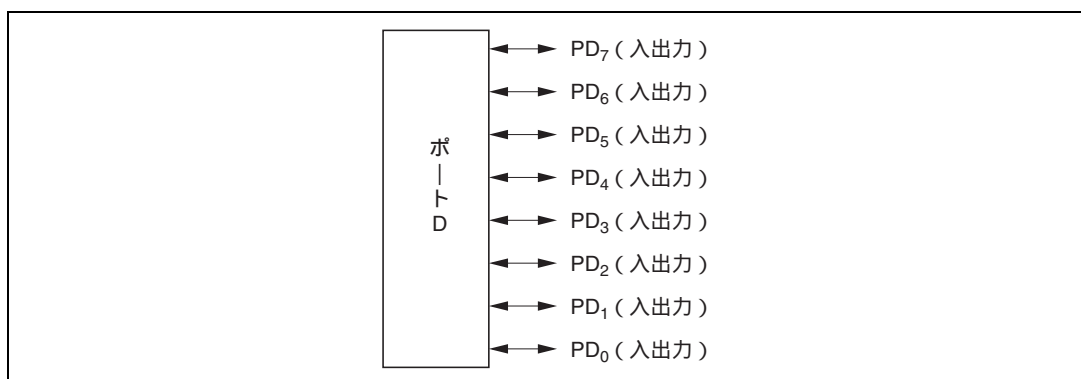 ポートD
PD7 ( 入出力 )
PD6 ( 入出力 )
PD5 ( 入出力 )
PD4 ( 入出力 )
PD3 ( 入出力 )
PD2 ( 入出力 )
PD1 ( 入出力 )
PD0 ( 入出力 )